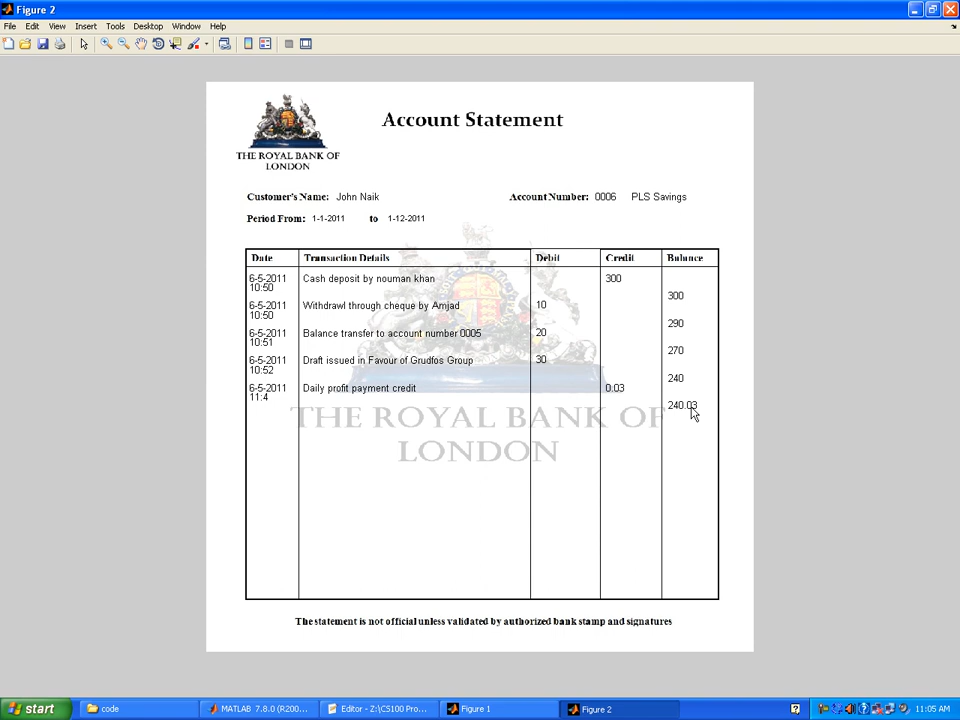 Figure 2
File Edit View Insert Tools Desktop Window Help
Account Statement
THE ROYAL BANK OF
LONDON
Customer's Name: John Naik Account Number: 0006 PLS Savings
Period From: 1-1-2011 to 1-12-2011
Date Transaction Details Debit Credit Balance
6-5-2011 Cash deposit by nouman khan 300
10:50
300
6-5-2011 Withdrawl through cheque by Amjad 10
10:50
290
6-5-2011 Balance transfer to account number 0005 20
10:51
270
6-5-2011 Draft issued in Favour of Grudfos Group 30
10:52
240
6-5-2011 Daily profit payment credit 0.03
11:4
240.03
THE ROYAL BANK OF
LONDON
The statement is not official unless validated by authorized bank stamp and signatures
start code MATLAB 7.8.0 (R200... Editor - Z:\CS100 Pro... Figure 1 Figure 2 11:05 AM